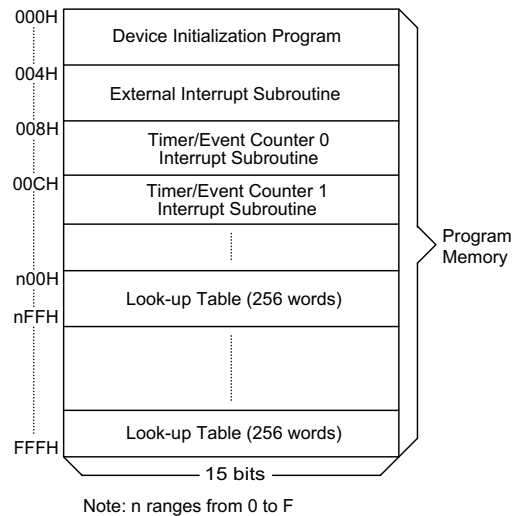 000H
Device Initialization Program
004H
External Interrupt Subroutine
008H
Timer/Event Counter 0
Interrupt Subroutine
00CH
Timer/Event Counter 1
Interrupt Subroutine
Program
Memory
n00H
Look-up Table (256 words)
nFFH
Look-up Table (256 words)
FFFH
15 bits
Note: n ranges from 0 to F